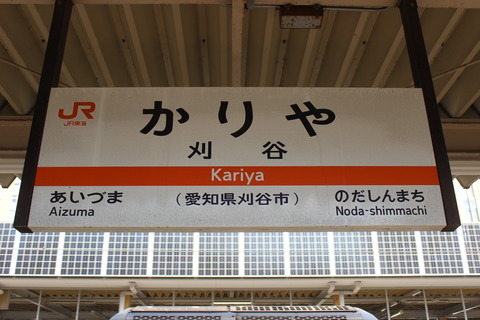 JR
JR東海
かりや
刈谷
Kariya
あいづま
Aizuma
(愛知県刈谷市)
のだしんまち
Noda-shimmachi